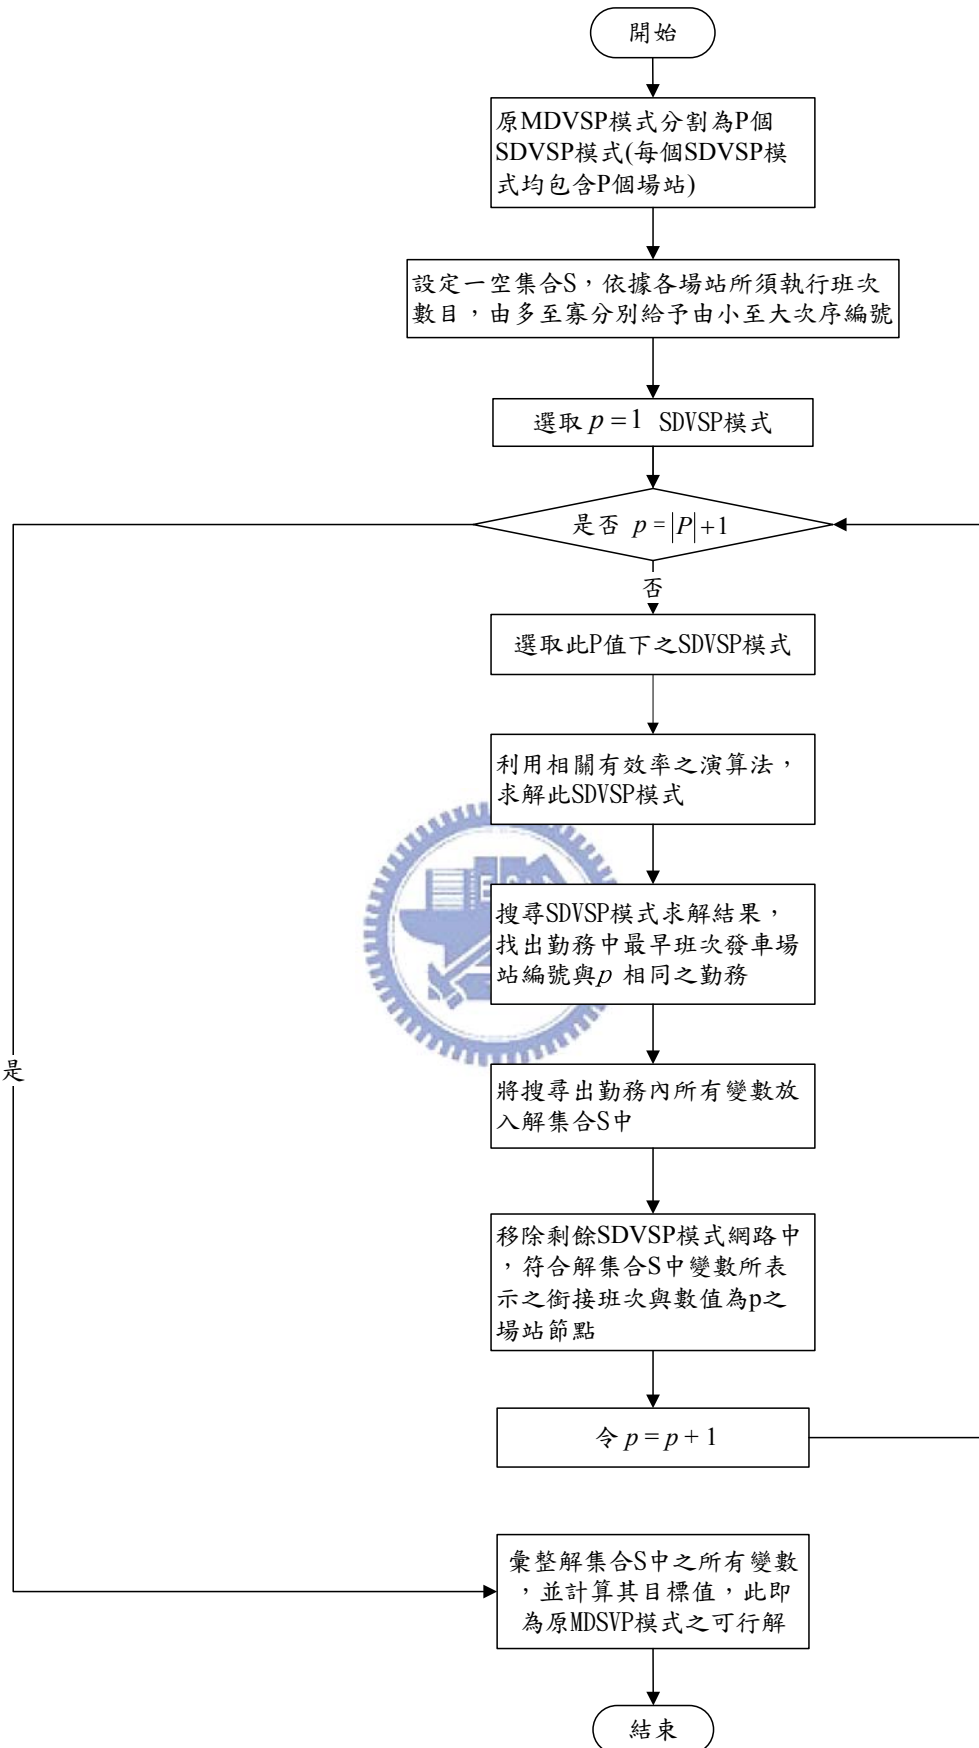 開始
原MDVSP模式分割為P個
SDVSP模式(每個SDVSP模
式均包含P個場站)
設定一空集合S，依據各場站所須執行班次
數目，由多至寡分別給予由小至大次序編號
選取 p = 1 SDVSP模式
是否 p = |P| + 1
否
選取此P值下之SDVSP模式
利用相關有效率之演算法，
求解此SDVSP模式
搜尋SDVSP模式求解結果，
找出勤務中最早班次發車場
站編號與p 相同之勤務
是
將搜尋出勤務內所有變數放
入解集合S中
移除剩餘SDVSP模式網路中
，符合解集合S中變數所表
示之銜接班次與數值為p之
場站節點
令 p = p + 1
彙整解集合S中之所有變數
，並計算其目標值，此即
為原MDSVP模式之可行解
結束